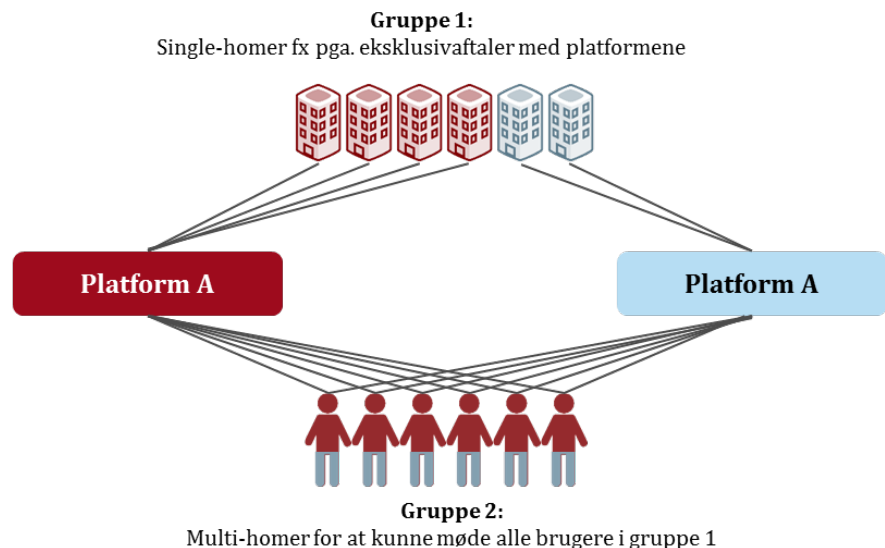 Gruppe 1:
Single-homer fx pga. eksklusivaftaler med platformene
Platform A
Platform A
Gruppe 2:
Multi-homer for at kunne møde alle brugere i gruppe 1